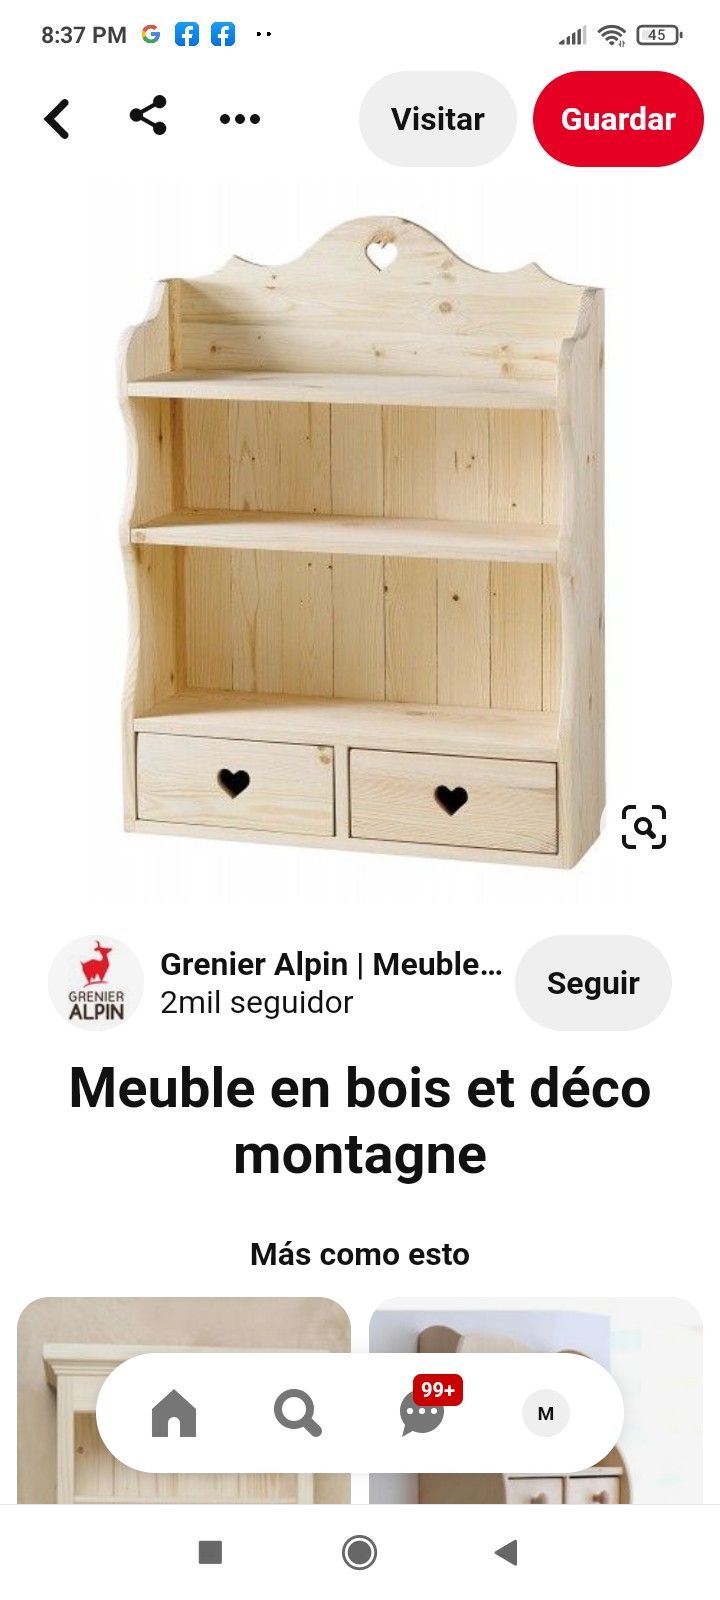 8:37 PM
45
Visitar
Guardar
Grenier Alpin | Meuble...
2mil seguidor
GRENIER
ALPIN
Seguir
Meuble en bois et déco
montagne
Más como esto
99+
M